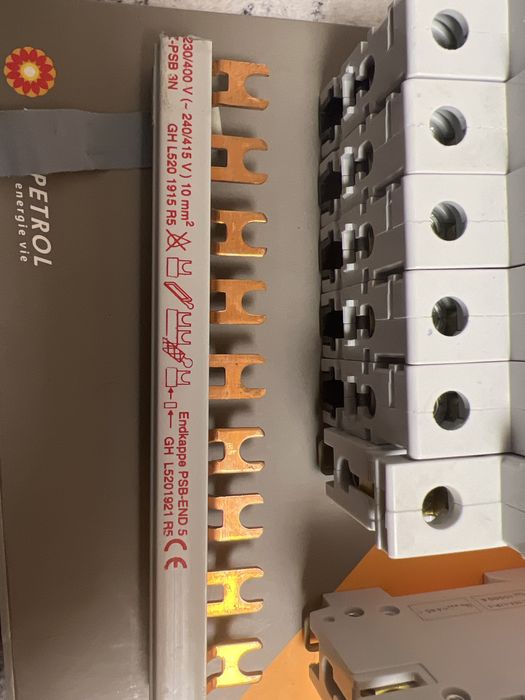 230/400 V (~ 240/415 V) 10 mm²
-PSB 3N
GH L520 1915 R5
Endkappe PSB-END 5
GH L5201921 R5
CE
PETROL
energie vie